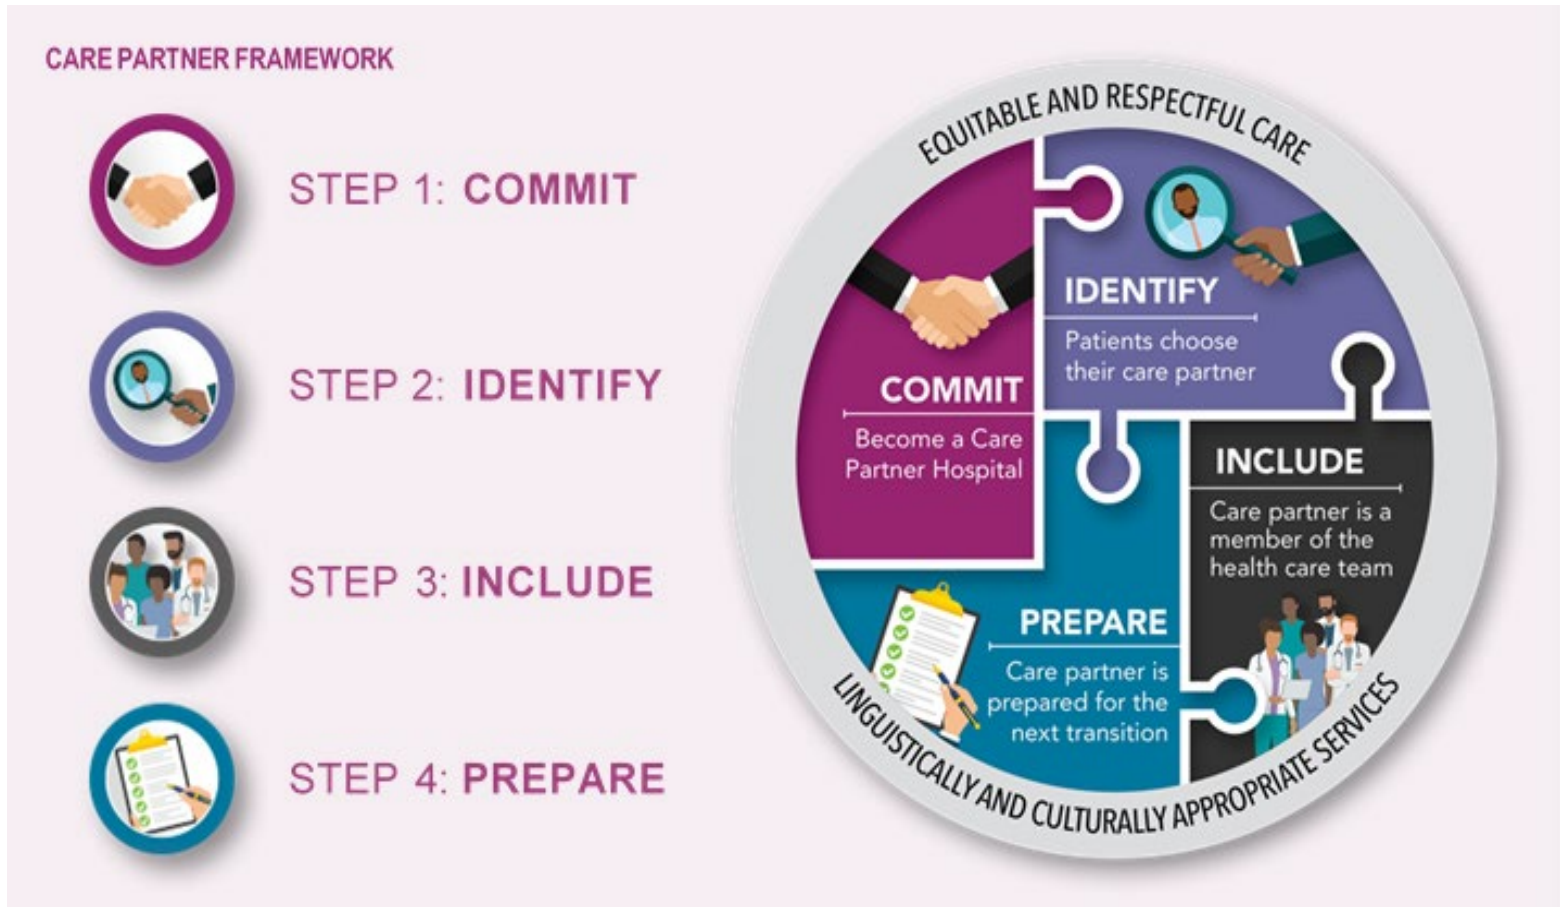 CARE PARTNER FRAMEWORK
STEP 1: COMMIT
STEP 2: IDENTIFY
STEP 3: INCLUDE
STEP 4: PREPARE
EQUITABLE AND RESPECTFUL CARE
COMMIT
Become a Care
Partner Hospital
IDENTIFY
Patients choose
their care partner
INCLUDE
Care partner is a
member of the
health care team
PREPARE
Care partner is
prepared for the
next transition
LINGUISTICALLY AND CULTURALLY APPROPRIATE SERVICES